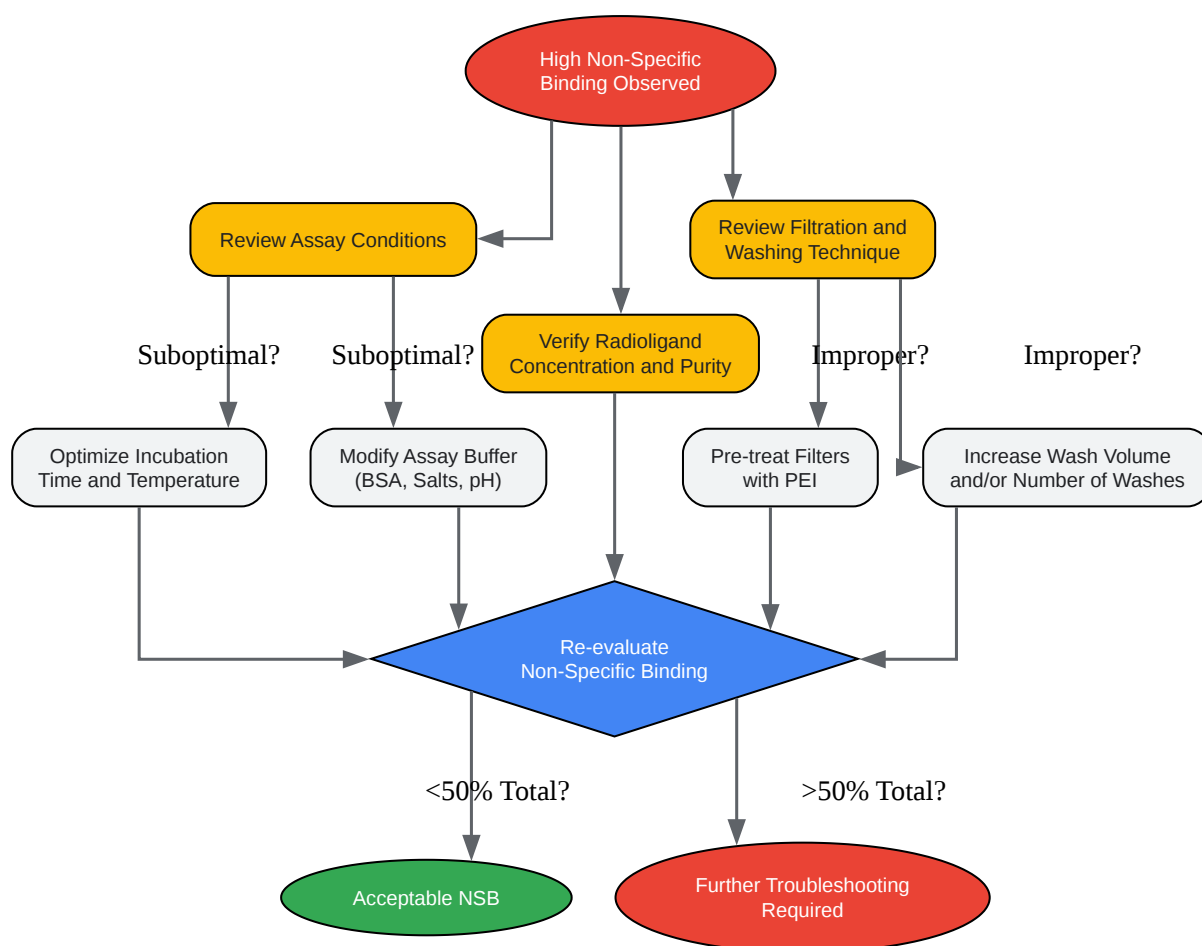 High Non-Specific
Binding Observed
Review Assay Conditions
Review Filtration and
Washing Technique
Verify Radioligand
Concentration and Purity
Suboptimal?
Suboptimal?
Improper?
Improper?
Optimize Incubation
Time and Temperature
Modify Assay Buffer
(BSA, Salts, pH)
Pre-treat Filters
with PEI
Increase Wash Volume
and/or Number of Washes
Re-evaluate
Non-Specific Binding
<50% Total?
>50% Total?
Acceptable NSB
Further Troubleshooting
Required